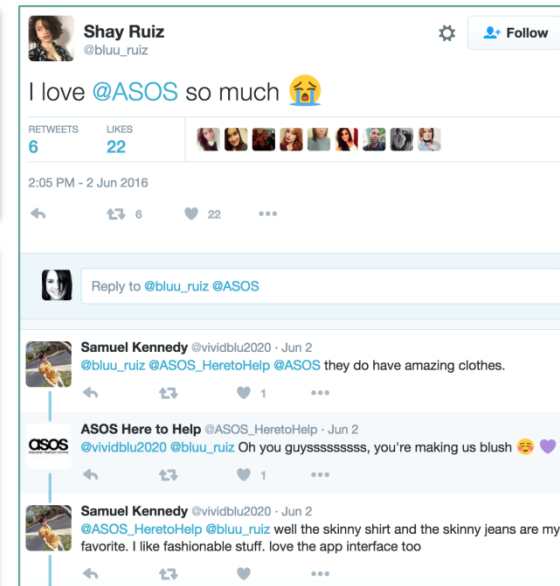 Shay Ruiz
@bluu_ruiz
Follow
I love @ASOS so much 😭
RETWEETS LIKES
6 22
2:05 PM - 2 Jun 2016
6 22
Reply to @bluu_ruiz @ASOS
Samuel Kennedy @vividblu2020 · Jun 2
@bluu_ruiz @ASOS_HeretoHelp @ASOS they do have amazing clothes.
1
asos
ASOS Here to Help @ASOS_HeretoHelp · Jun 2
@vividblu2020 @bluu_ruiz Oh you guysssssssss, you're making us blush ☺️ 💜
1
Samuel Kennedy @vividblu2020 · Jun 2
@ASOS_HeretoHelp @bluu_ruiz well the skinny shirt and the skinny jeans are my
favorite. I like fashionable stuff. love the app interface too